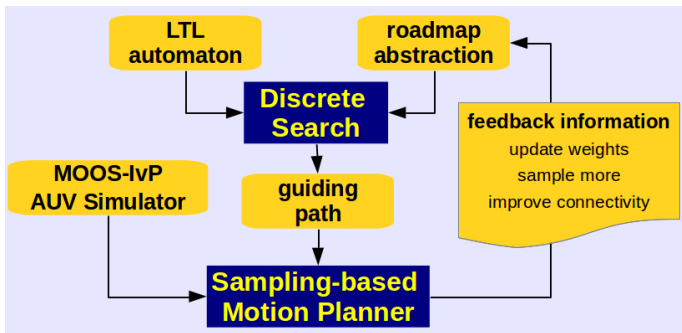 LTL
automaton
roadmap
abstraction
Discrete
Search
feedback information
update weights
sample more
improve connectivity
MOOS-IvP
AUV Simulator
guiding
path
Sampling-based
Motion Planner